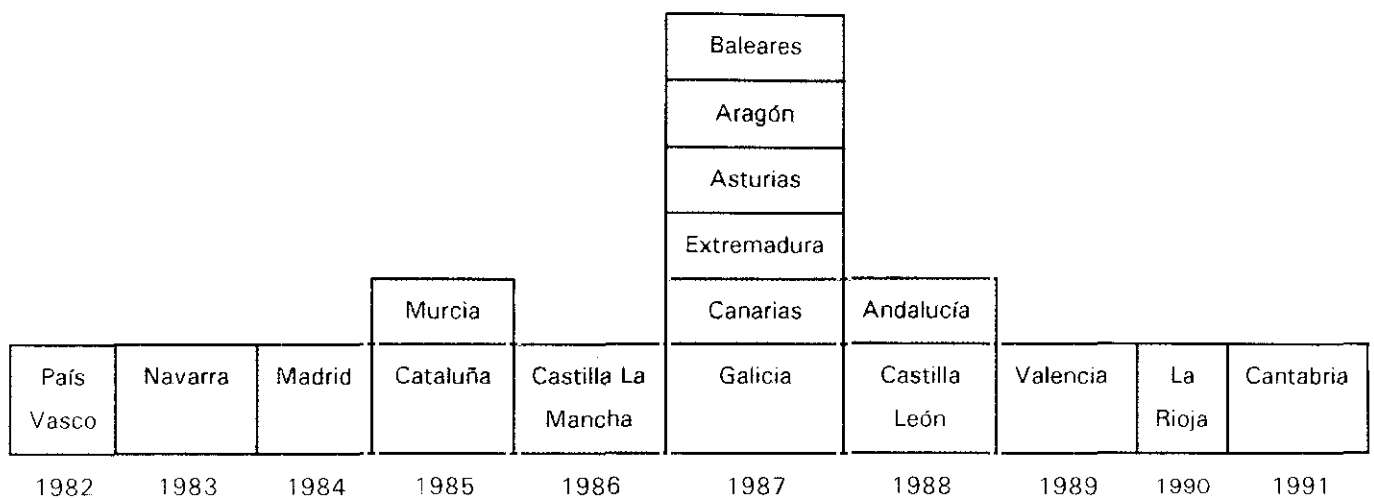 Baleares
Aragón
Asturias
Extremadura
Murcia
Canarias
Andalucía
País
Vasco
Navarra
Madrid
Cataluña
Castilla La
Mancha
Galicia
Castilla
León
Valencia
La
Rioja
Cantabria
1982 1983 1984 1985 1986 1987 1988 1989 1990 1991